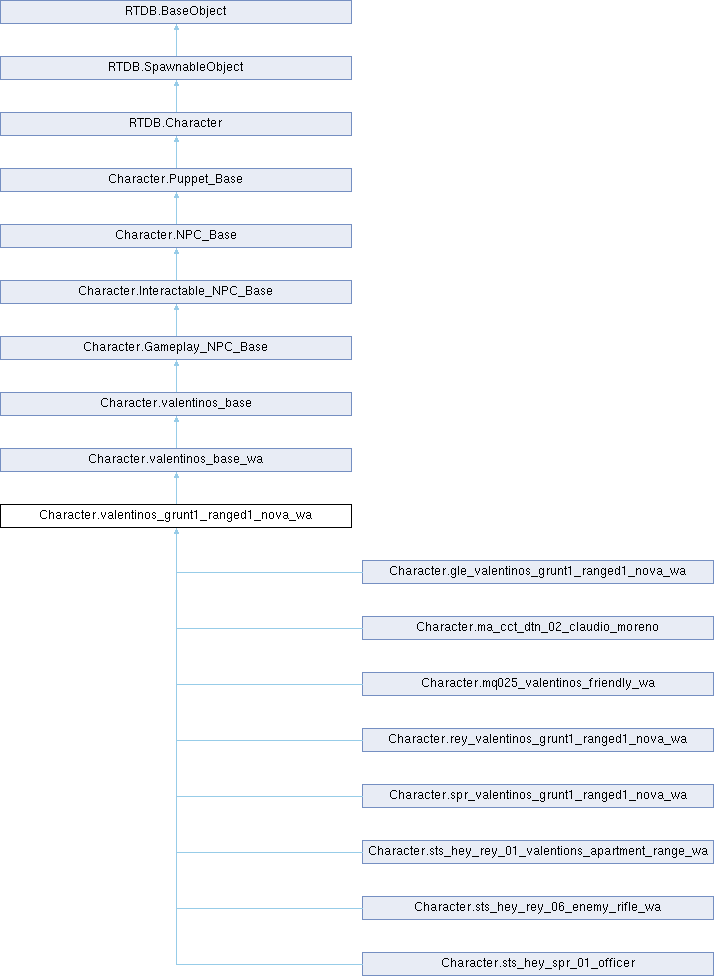 RTDB.BaseObject
RTDB.SpawnableObject
RTDB.Character
Character.Puppet_Base
Character.NPC_Base
Character.Interactable_NPC_Base
Character.Gameplay_NPC_Base
Character.valentinos_base
Character.valentinos_base_wa
Character.valentinos_grunt1_ranged1_nova_wa
Character.gle_valentinos_grunt1_ranged1_nova_wa
Character.ma_cct_dtn_02_claudio_moreno
Character.mq025_valentinos_friendly_wa
Character.rey_valentinos_grunt1_ranged1_nova_wa
Character.spr_valentinos_grunt1_ranged1_nova_wa
Character.sts_hey_rey_01_valentions_apartment_range_wa
Character.sts_hey_rey_06_enemy_rifle_wa
Character.sts_hey_spr_01_officer